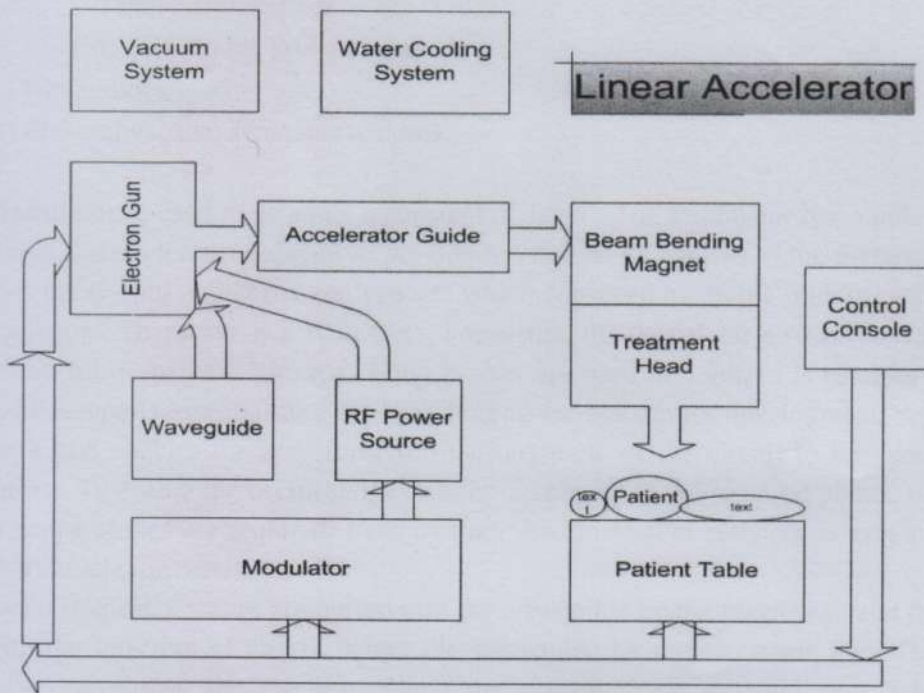 Vacuum
System
Water Cooling
System
Linear Accelerator
Electron Gun
Accelerator Guide
Beam Bending
Magnet
Treatment
Head
Control
Console
Waveguide
RF Power
Source
tex
t
Patient
text
Modulator
Patient Table